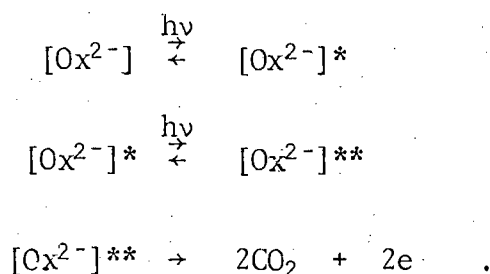 hν
[Ox²⁻] ⇄ [Ox²⁻]*
hν
[Ox²⁻]* ⇄ [Ox²⁻]**
[Ox²⁻]** → 2CO₂ + 2e .